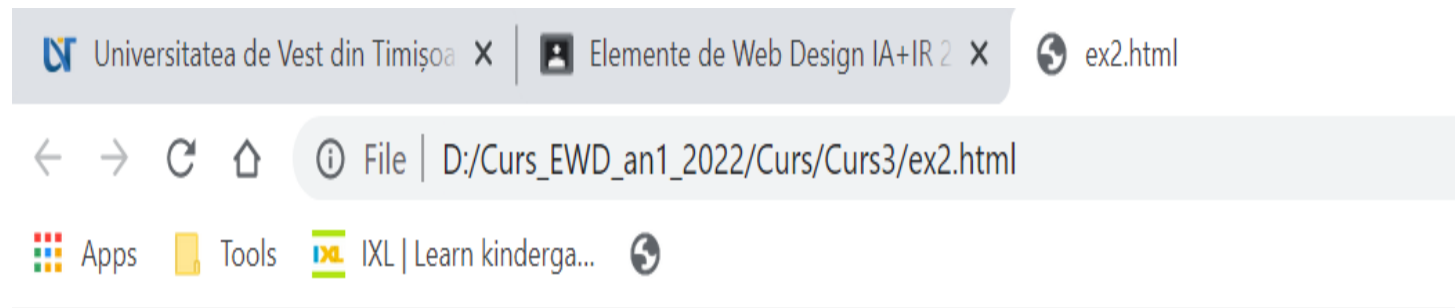 Universitatea de Vest din Timișoa Elemente de Web Design IA+IR 2 ex2.html
File D:/Curs_EWD_an1_2022/Curs/Curs3/ex2.html
Apps Tools IXL IXL | Learn kinderga...